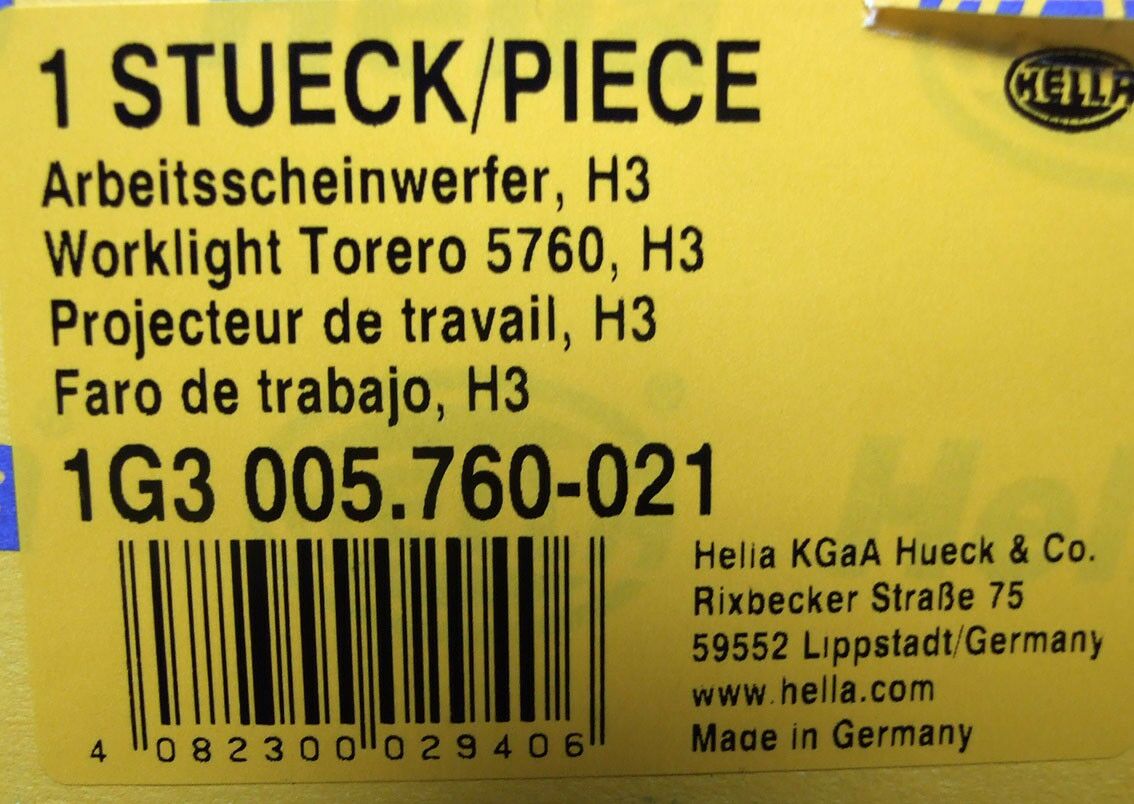 1 STUECK/PIECE
HELLA
Arbeitsscheinwerfer, H3
Worklight Torero 5760, H3
Projecteur de travail, H3
Faro de trabajo, H3
1G3 005.760-021
Hella KGaA Hueck & Co.
Rixbecker Straße 75
59552 Lippstadt/Germany
www.hella.com
Made in Germany
4 082300 029406